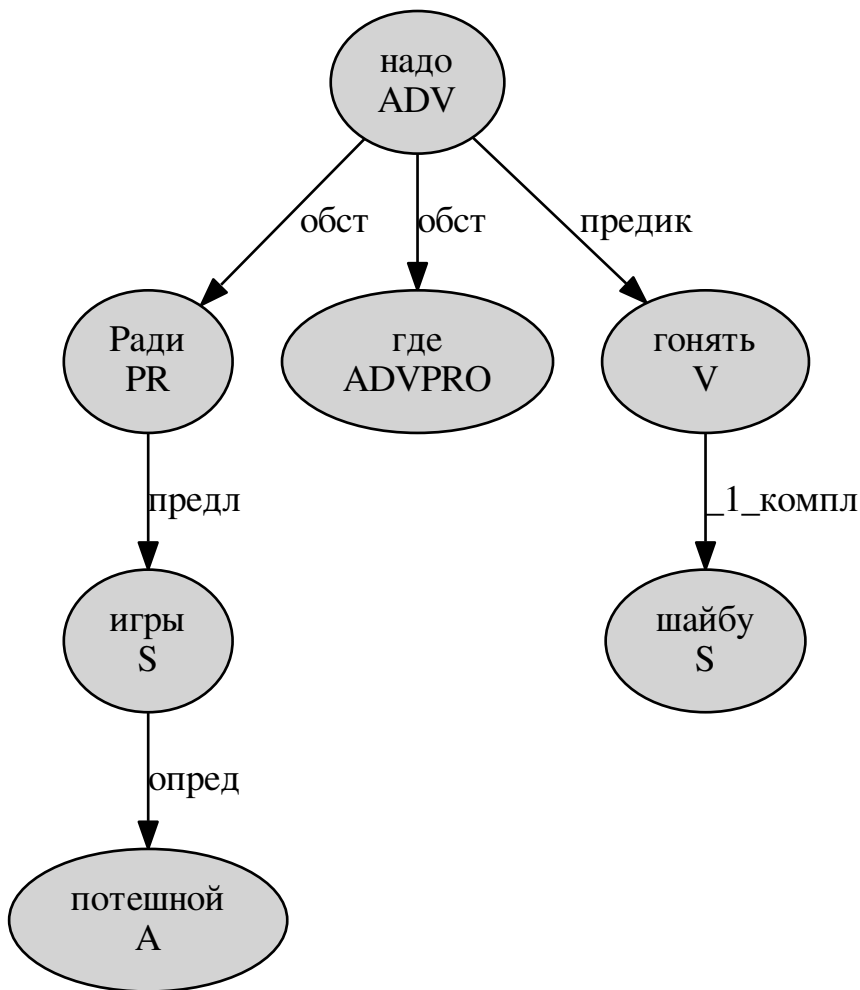 надо
ADV
обст
обст
предик
Ради
PR
где
ADVPRO
гонять
V
предл
_1_компл
игры
S
шайбу
S
опред
потешной
A